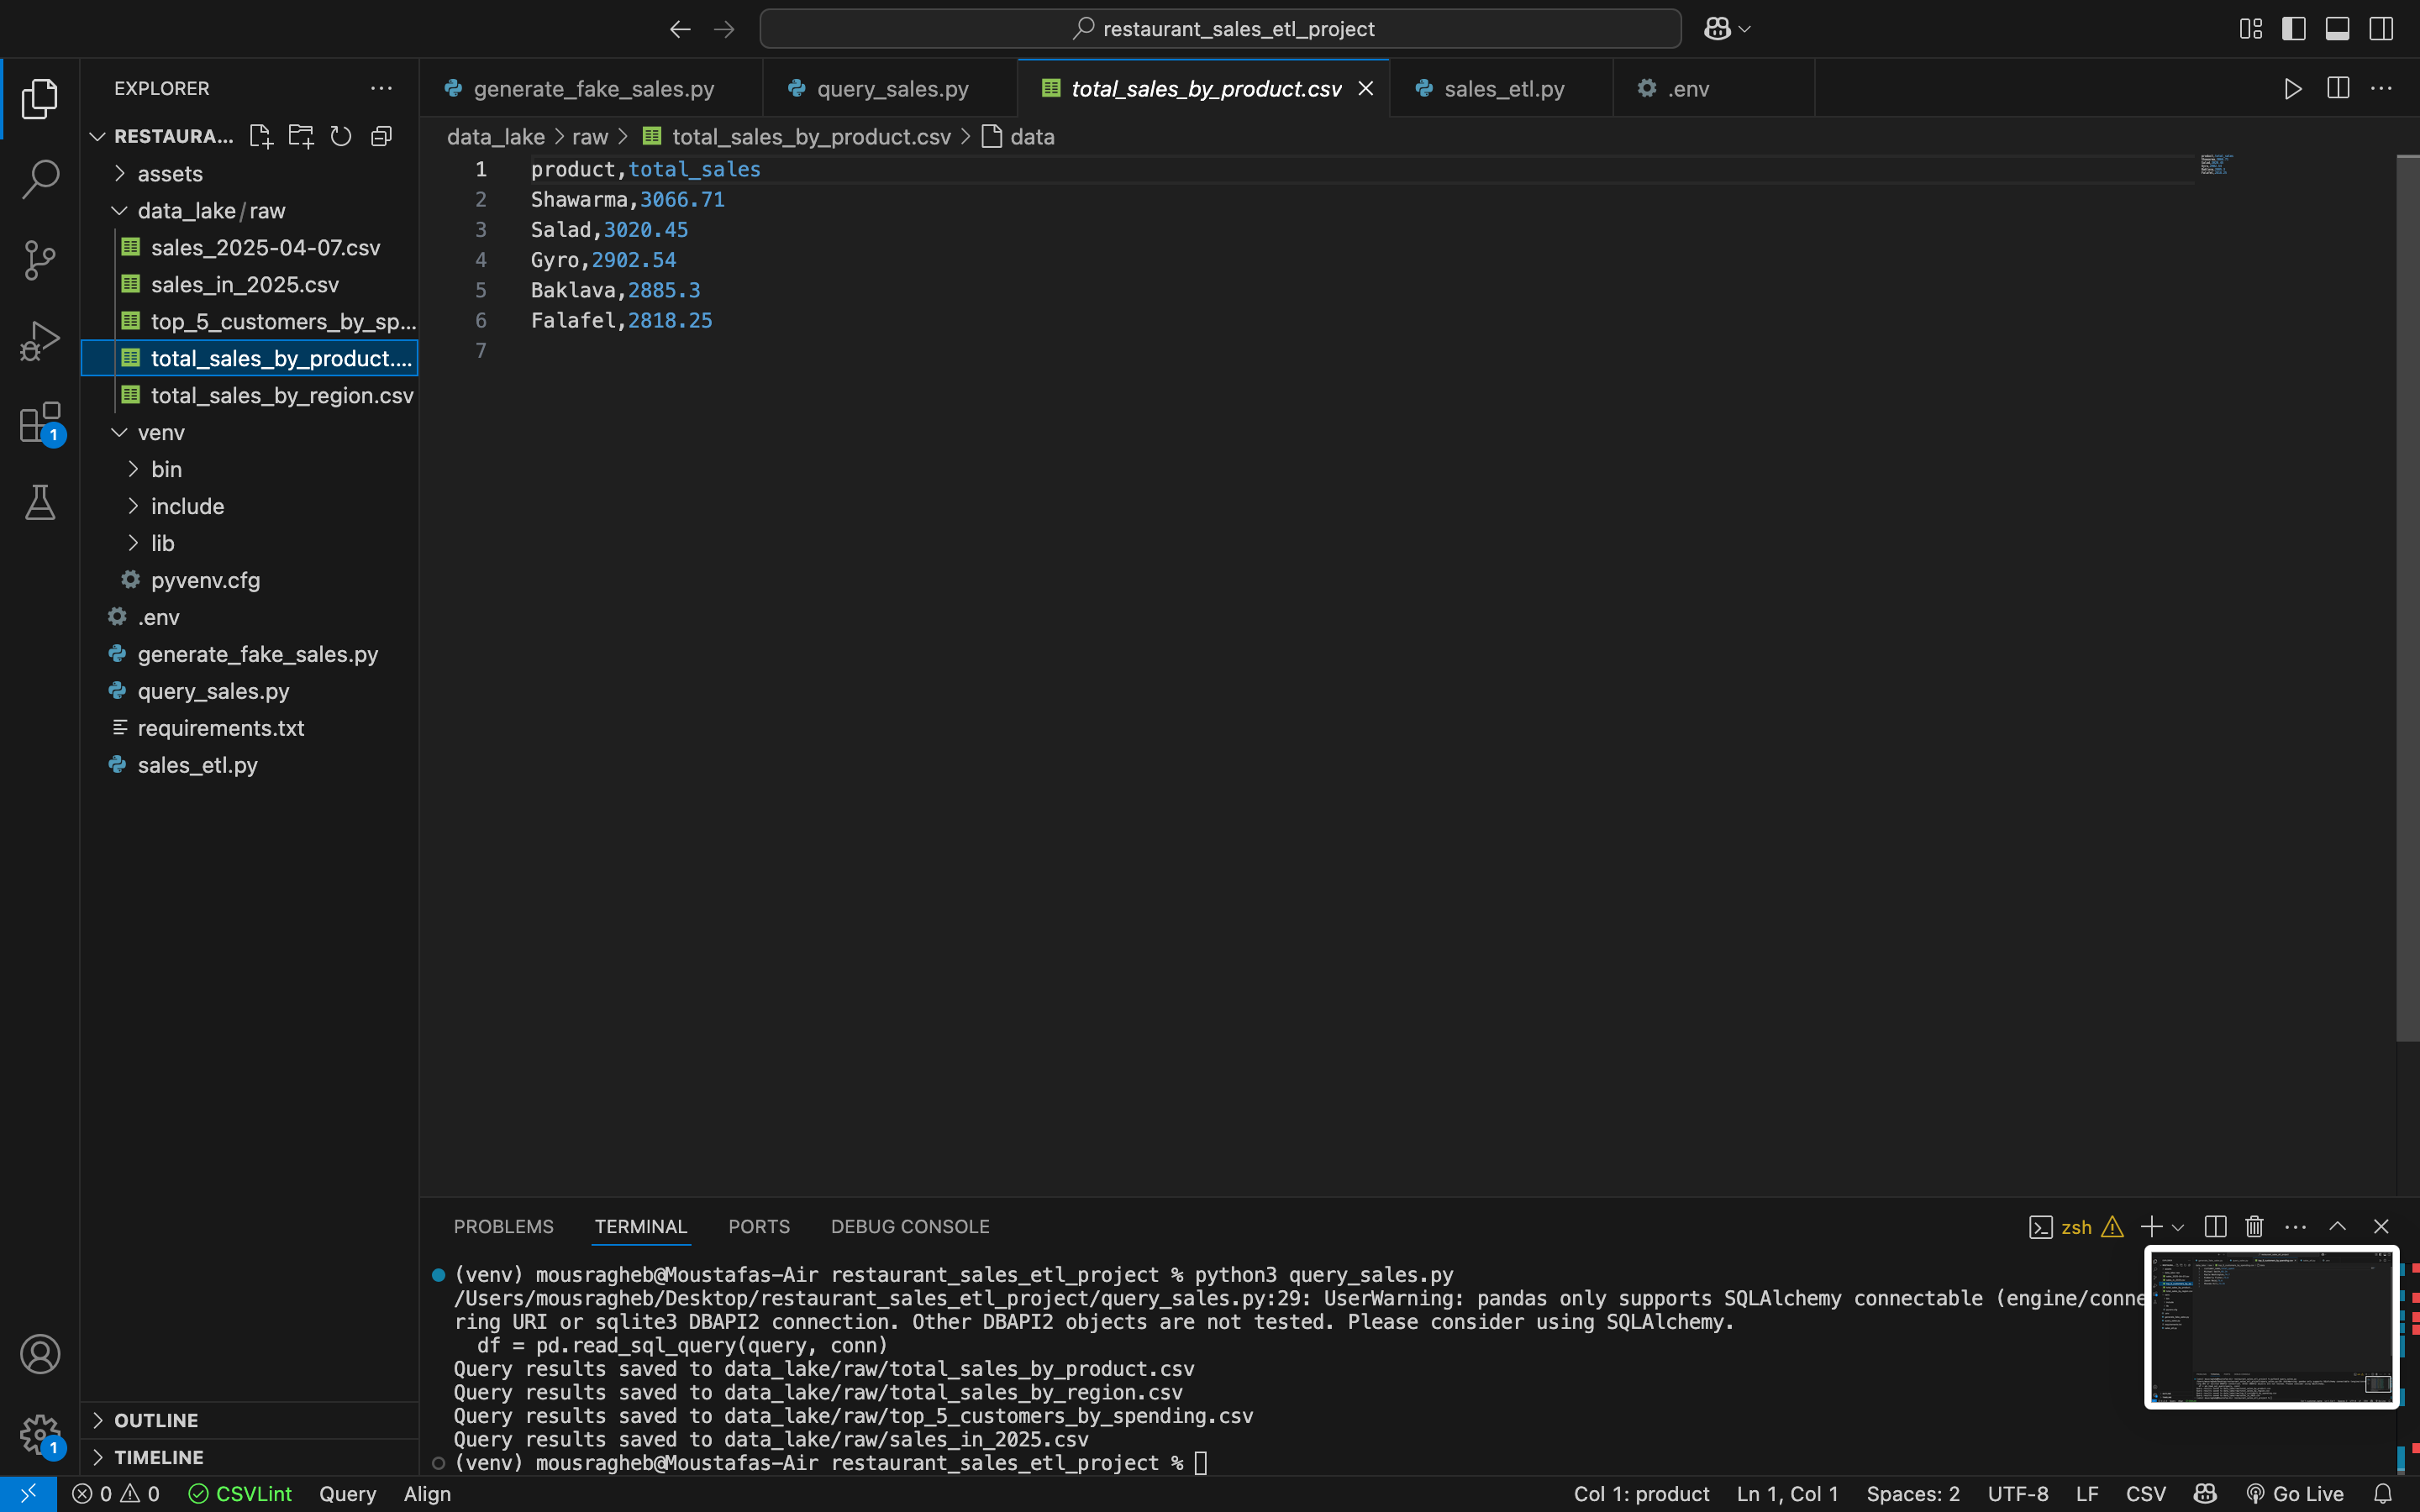 restaurant_sales_etl_project
EXPLORER
RESTAURA...
assets
data_lake/raw
sales_2025-04-07.csv
sales_in_2025.csv
top_5_customers_by_sp...
total_sales_by_product....
total_sales_by_region.csv
venv
bin
include
lib
pyvenv.cfg
.env
generate_fake_sales.py
query_sales.py
requirements.txt
sales_etl.py
OUTLINE
TIMELINE
1
1
generate_fake_sales.py query_sales.py total_sales_by_product.csv sales_etl.py .env
data_lake > raw > total_sales_by_product.csv > data
1 product,total_sales
2 Shawarma,3066.71
3 Salad,3020.45
4 Gyro,2902.54
5 Baklava,2885.3
6 Falafel,2818.25
7
PROBLEMS TERMINAL PORTS DEBUG CONSOLE
zsh
(venv) mousragheb@Moustafas-Air restaurant_sales_etl_project % python3 query_sales.py
/Users/mousragheb/Desktop/restaurant_sales_etl_project/query_sales.py:29: UserWarning: pandas only supports SQLAlchemy connectable (engine/conne
ring URI or sqlite3 DBAPI2 connection. Other DBAPI2 objects are not tested. Please consider using SQLAlchemy.
df = pd.read_sql_query(query, conn)
Query results saved to data_lake/raw/total_sales_by_product.csv
Query results saved to data_lake/raw/total_sales_by_region.csv
Query results saved to data_lake/raw/top_5_customers_by_spending.csv
Query results saved to data_lake/raw/sales_in_2025.csv
(venv) mousragheb@Moustafas-Air restaurant_sales_etl_project %
0 0 CSVLint Query Align Col 1: product Ln 1, Col 1 Spaces: 2 UTF-8 LF CSV Go Live